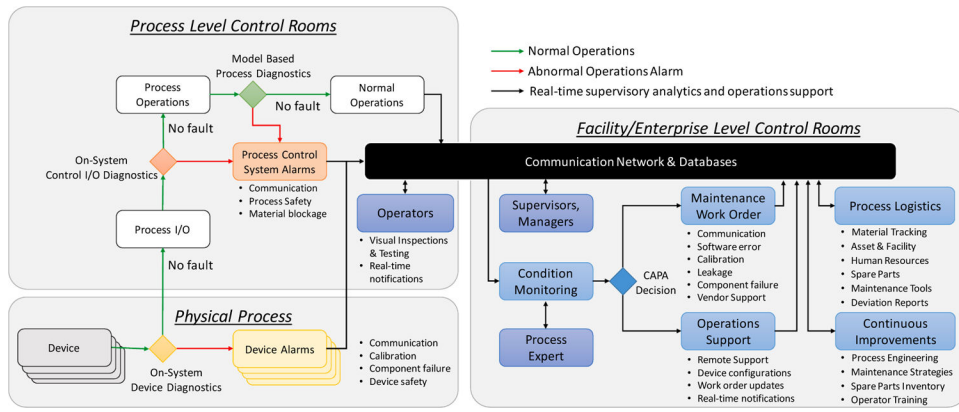 Process Level Control Rooms
Model Based
Process Diagnostics
Process
Operations
No fault
Normal
Operations
No fault
On-System
Control I/O Diagnostics
Process Control
System Alarms
• Communication
• Process Safety
• Material blockage
Process I/O
No fault
Operators
• Visual Inspections
& Testing
• Real-time
notifications
Physical Process
Device
On-System
Device Diagnostics
Device Alarms
• Communication
• Calibration
• Component failure
• Device safety
Normal Operations
Abnormal Operations Alarm
Real-time supervisory analytics and operations support
Facility/Enterprise Level Control Rooms
Communication Network & Databases
Supervisors,
Managers
Condition
Monitoring
Process
Expert
CAPA
Decision
Maintenance
Work Order
• Communication
• Software error
• Calibration
• Leakage
• Component failure
• Vendor Support
Operations
Support
• Remote Support
• Device configurations
• Work order updates
• Real-time notifications
Process Logistics
• Material Tracking
• Asset & Facility
• Human Resources
• Spare Parts
• Maintenance Tools
• Deviation Reports
Continuous
Improvements
• Process Engineering
• Maintenance Strategies
• Spare Parts Inventory
• Operator Training